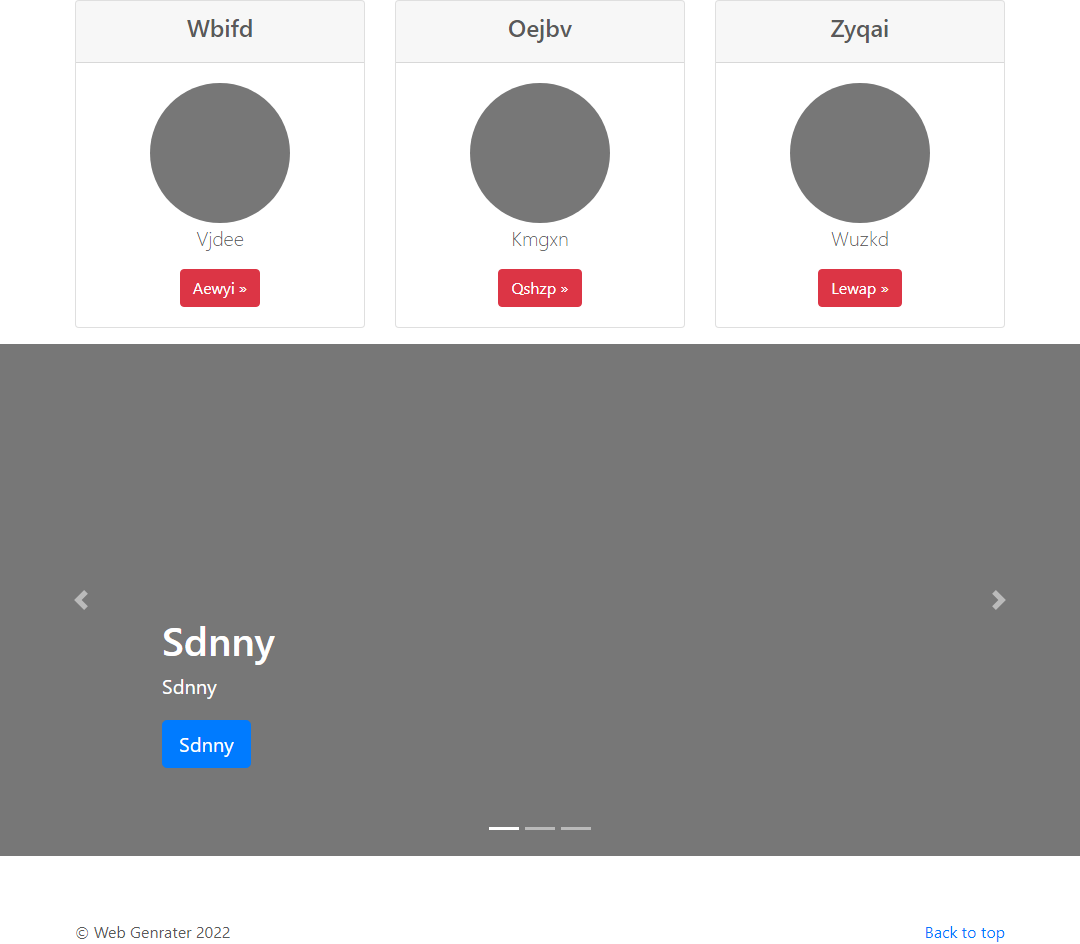 Wbifd
Oejbv
Zyqai
Vjdee
Kmgxn
Wuzkd
Aewyi »
Qshzp »
Lewap »
Sdnny
Sdnny
Sdnny
© Web Genrater 2022
Back to top